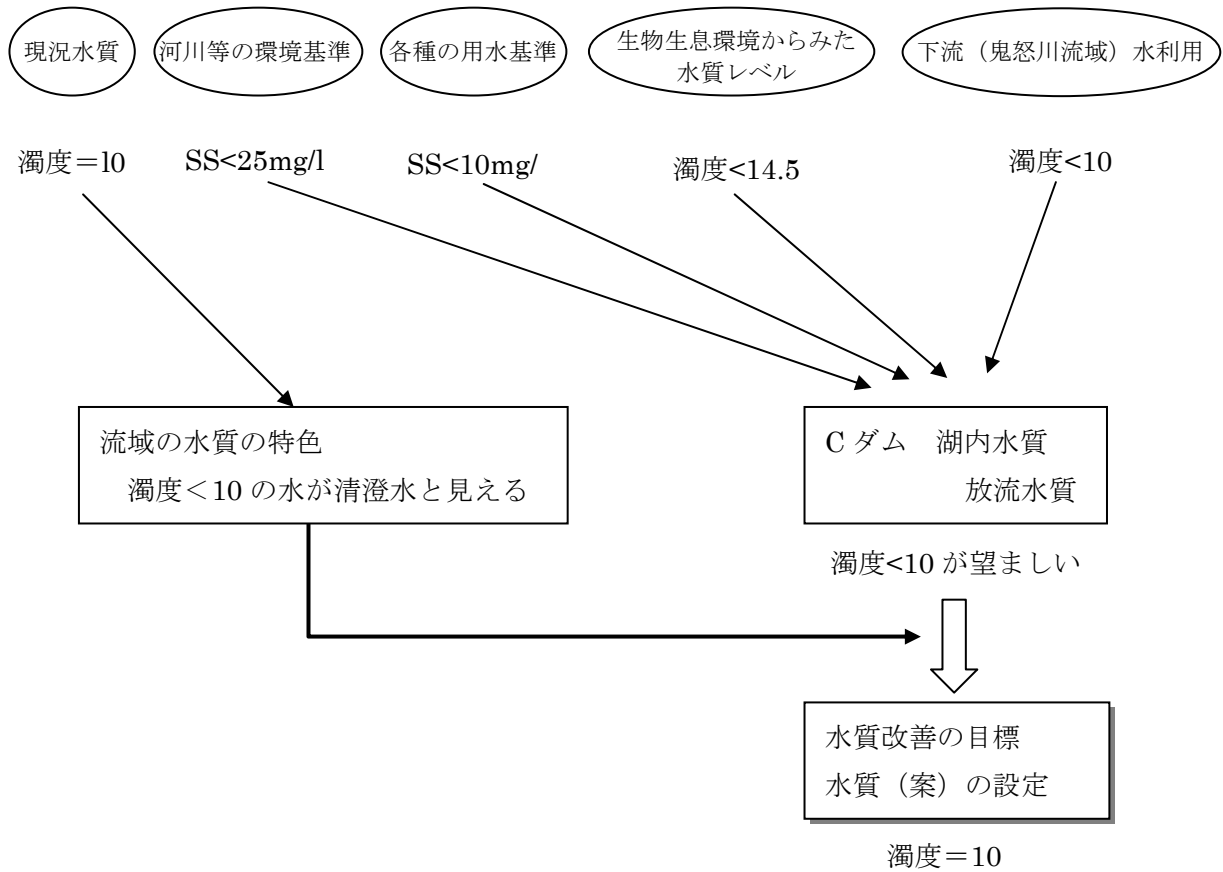 現況水質
河川等の環境基準
各種の用水基準
生物生息環境からみた
水質レベル
下流（鬼怒川流域）水利用
濁度＝l0
SS<25mg/l
SS<10mg/
濁度<14.5
濁度<10
流域の水質の特色
濁度＜10 の水が清澄水と見える
C ダム　湖内水質
放流水質
濁度<10 が望ましい
水質改善の目標
水質（案）の設定
濁度＝10